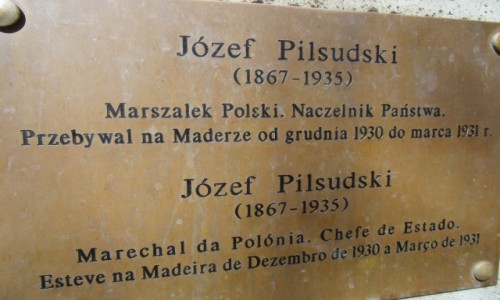 Józef Pilsudski
(1867-1935)
Marszalek Polski. Naczelnik Państwa.
Przebywal na Maderze od grudnia 1930 do marca 1931 r.
Józef Pilsudski
(1867-1935)
Marechal da Polónia. Chefe de Estado.
Esteve na Madeira de Dezembro de 1930 a Março de 1931